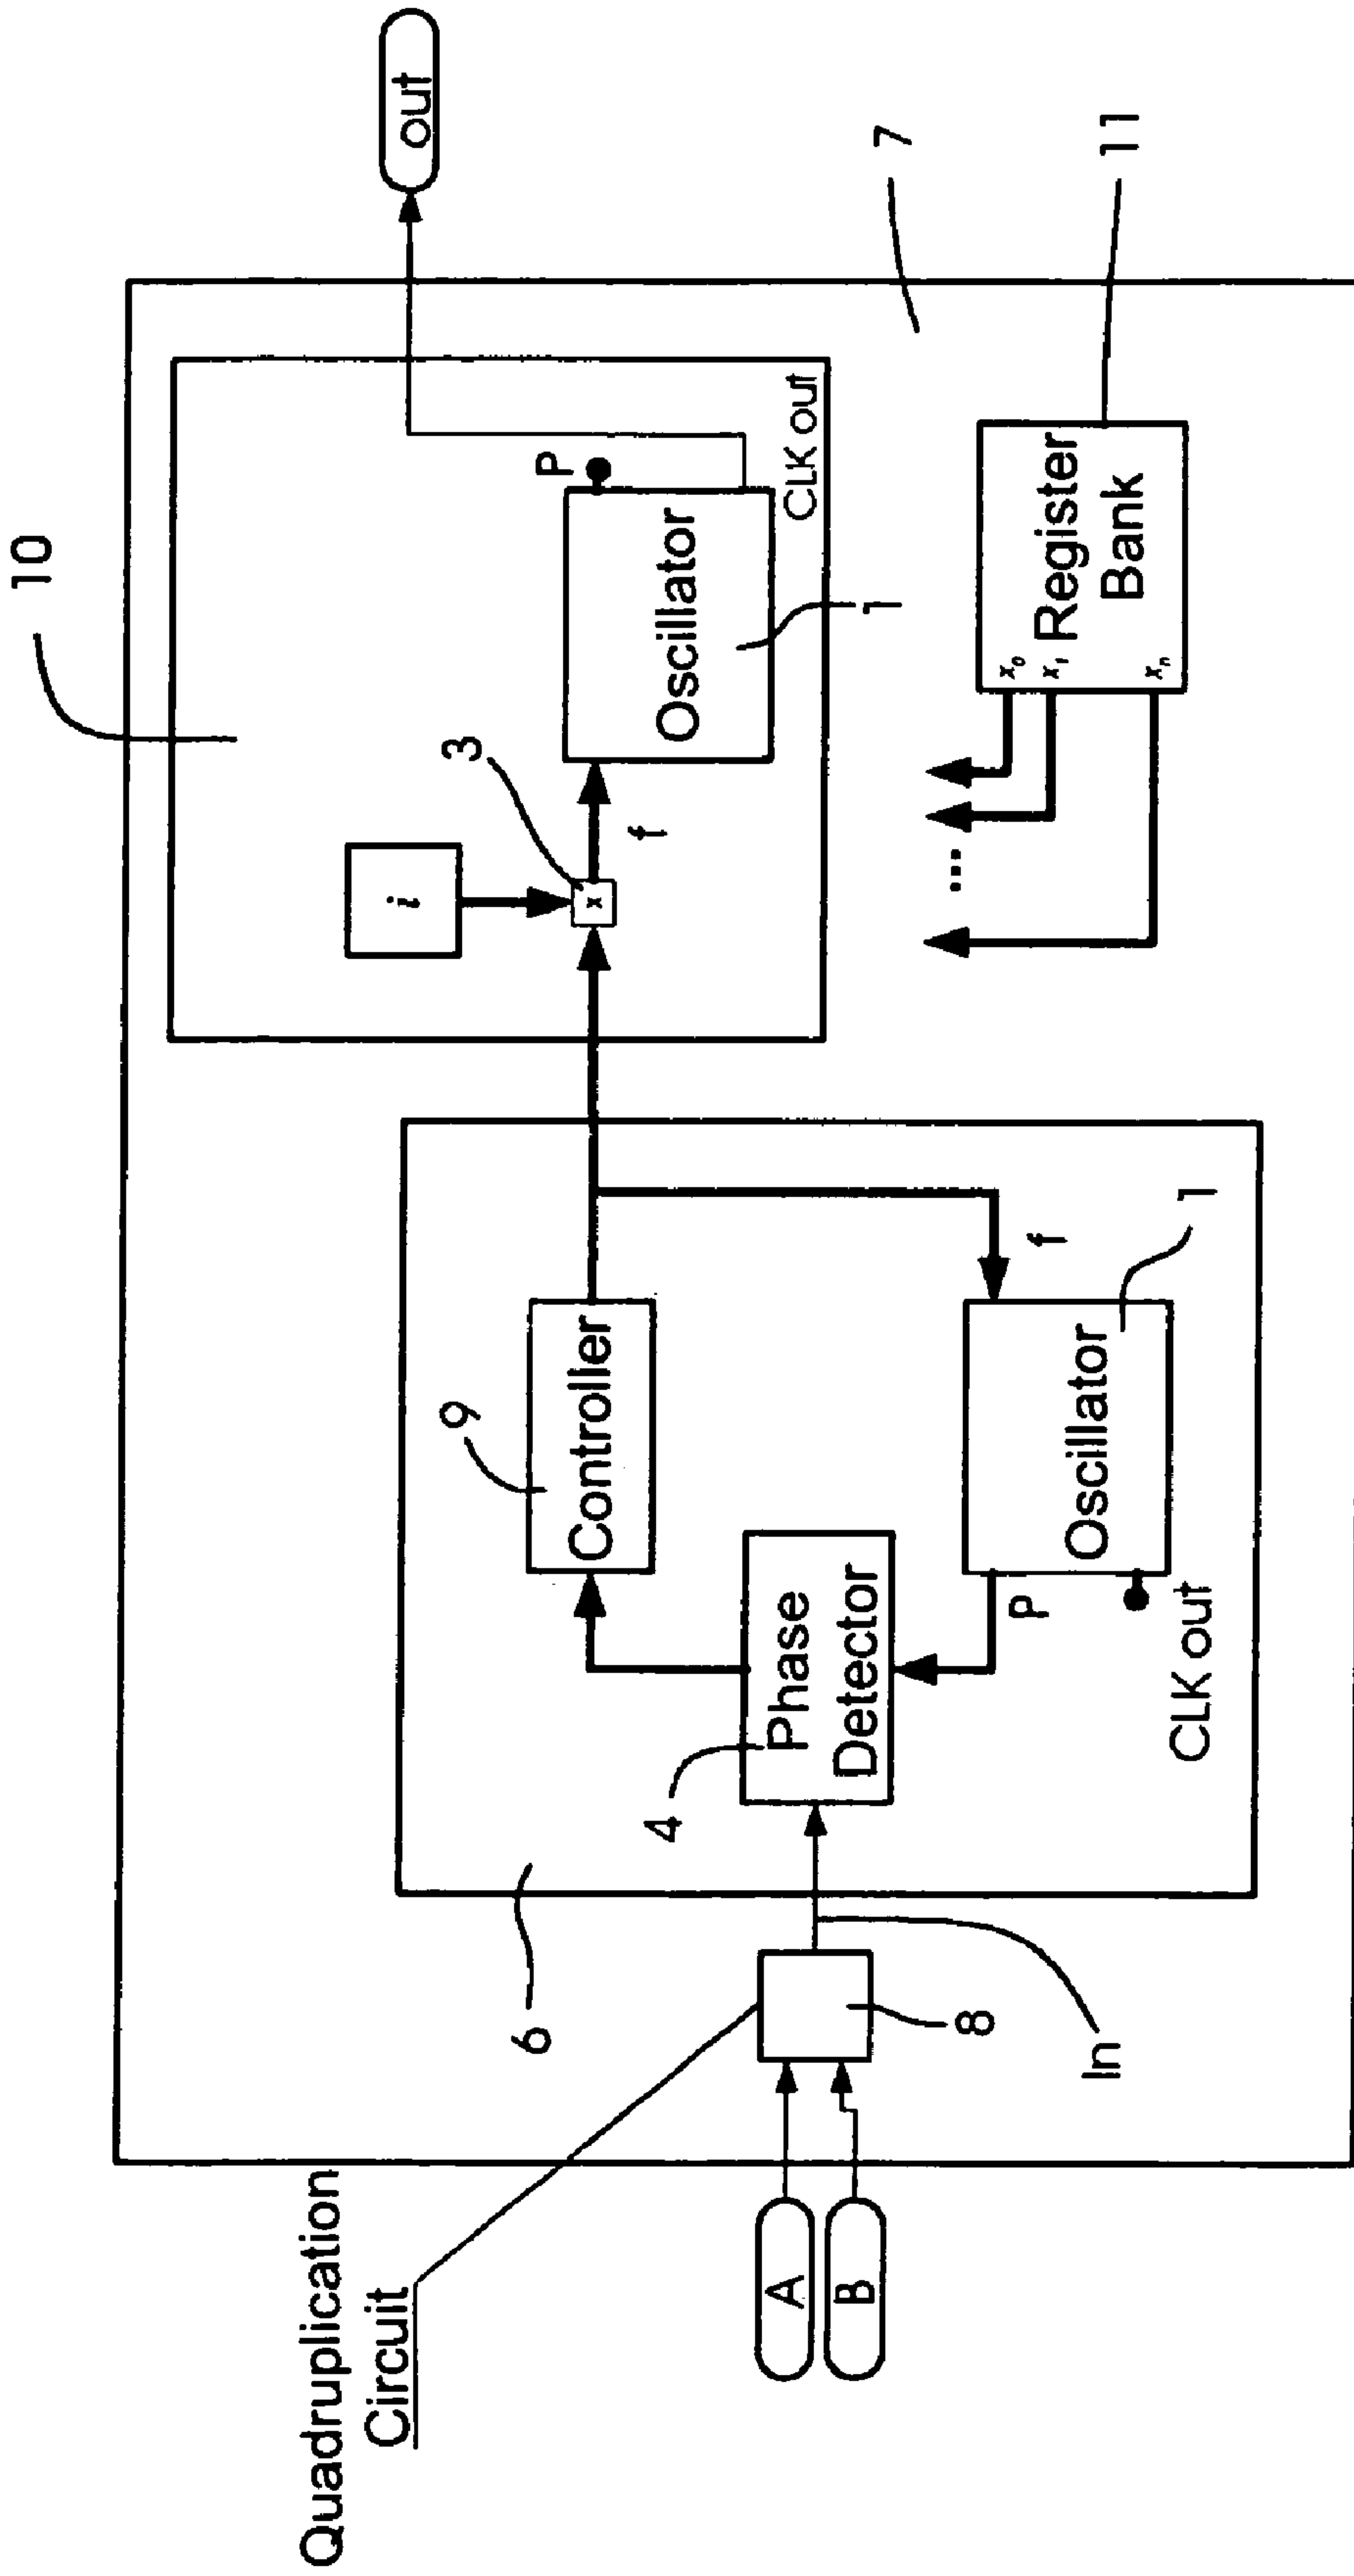 10
out
P
3
i
x
f
Oscillator
CLK out
1
7
9
Controller
6
4
Phase
Detector
P
f
Oscillator
CLK out
1
x0
x1
xn
...
Register
Bank
11
Quadruplication
Circuit
A
B
8
In